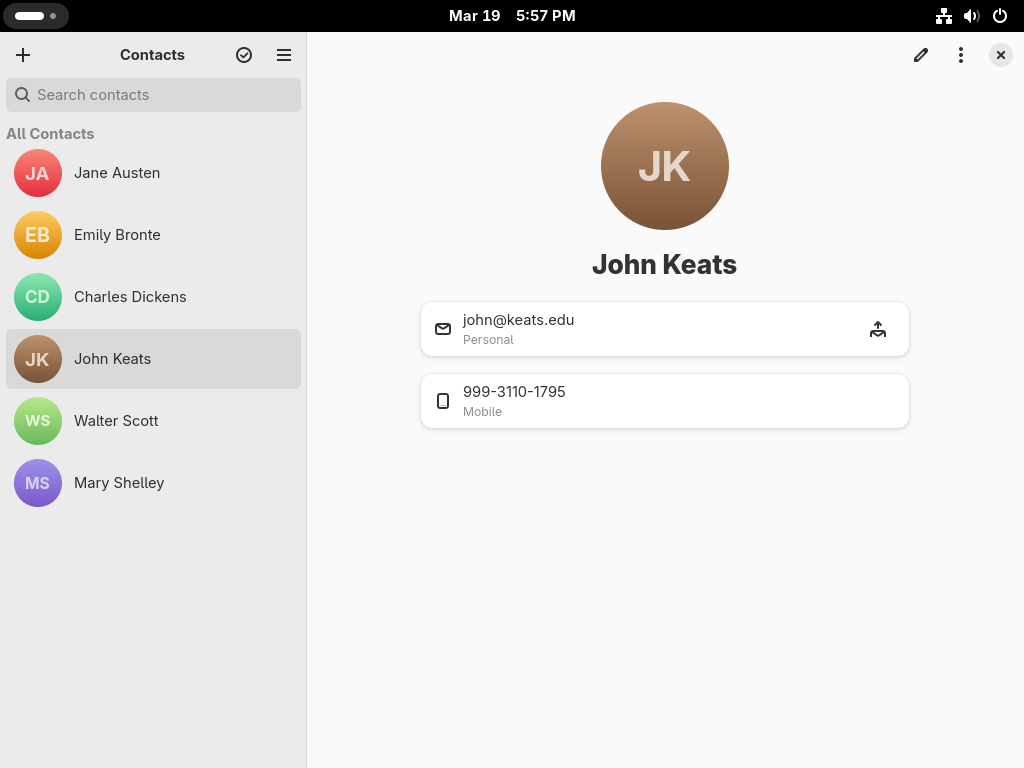 Mar 19 5:57 PM
Contacts
Search contacts
All Contacts
JA Jane Austen
EB Emily Bronte
CD Charles Dickens
JK John Keats
WS Walter Scott
MS Mary Shelley
JK
John Keats
john@keats.edu
Personal
999-3110-1795
Mobile